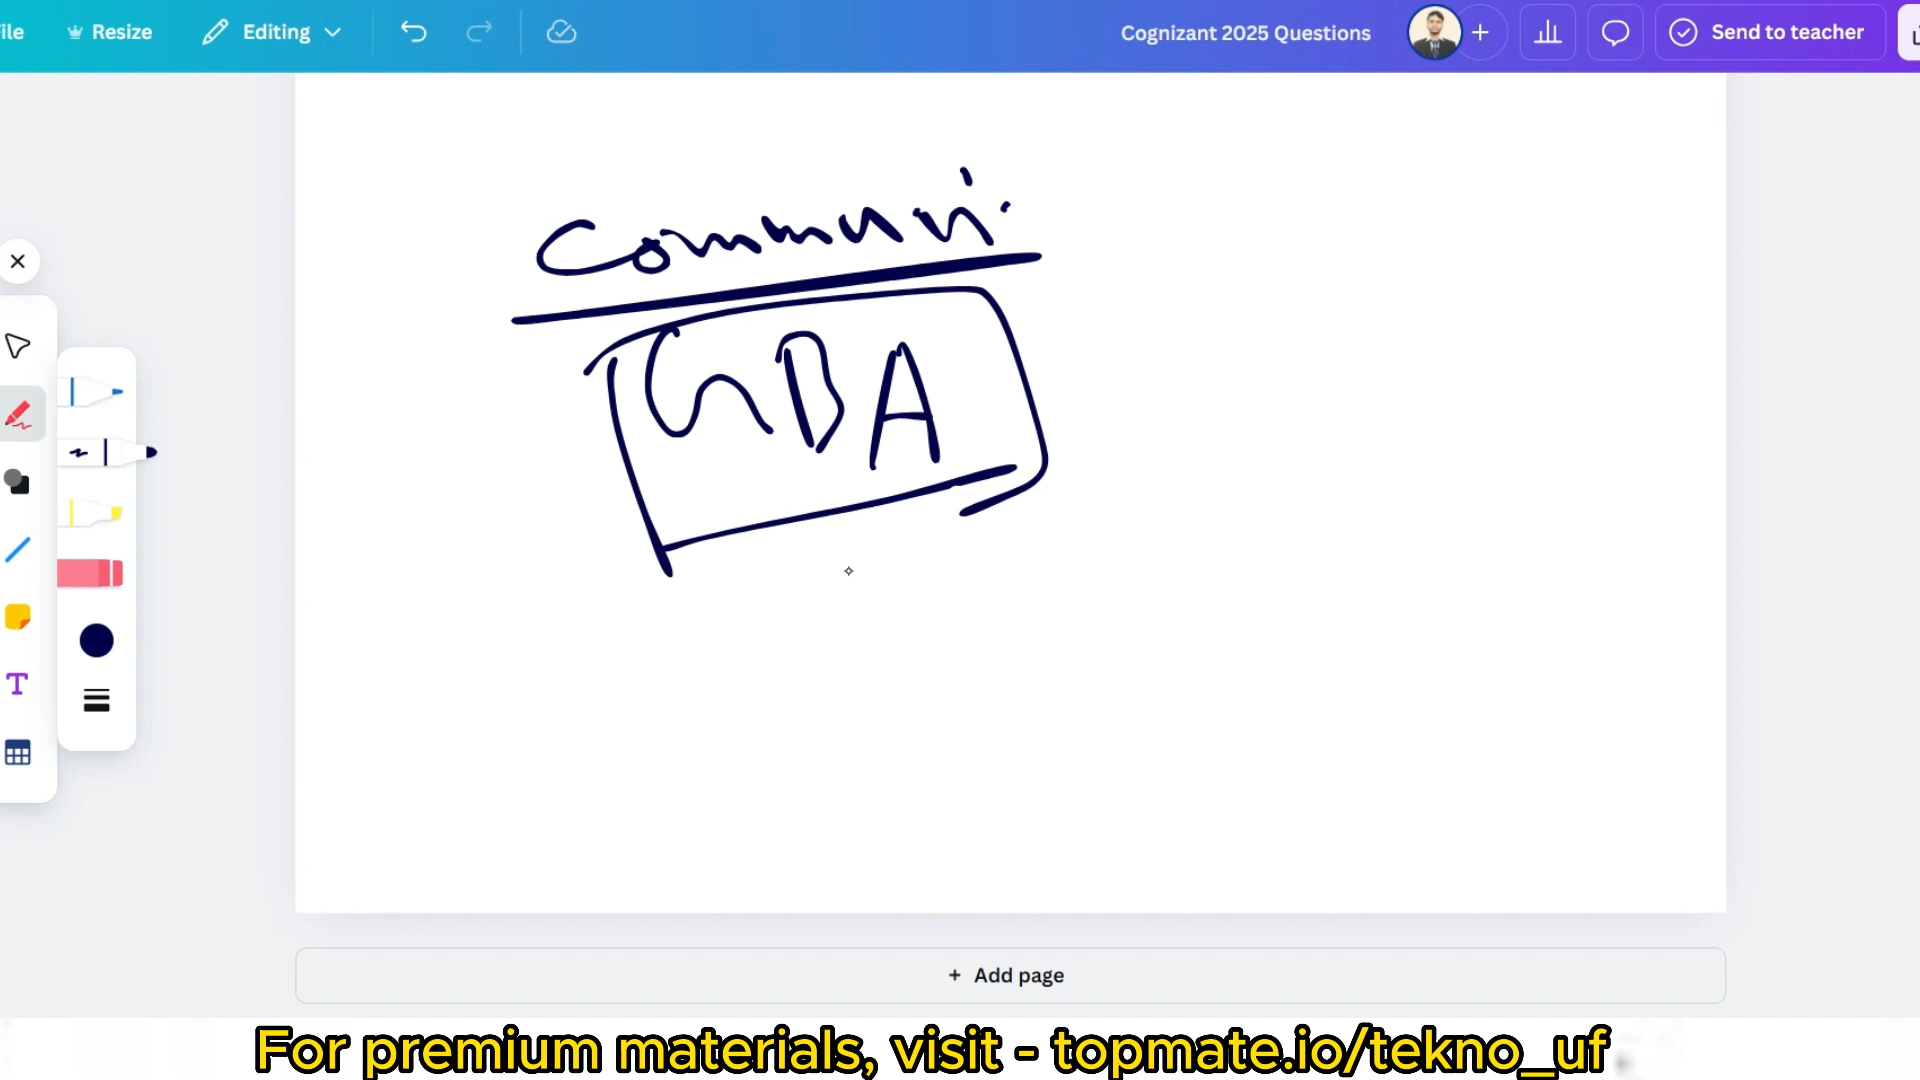 ile Resize Editing Cognizant 2025 Questions + Send to teacher
Communi.
GBA
T
+ Add page
For premium materials, visit - topmate.io/tekno_uf